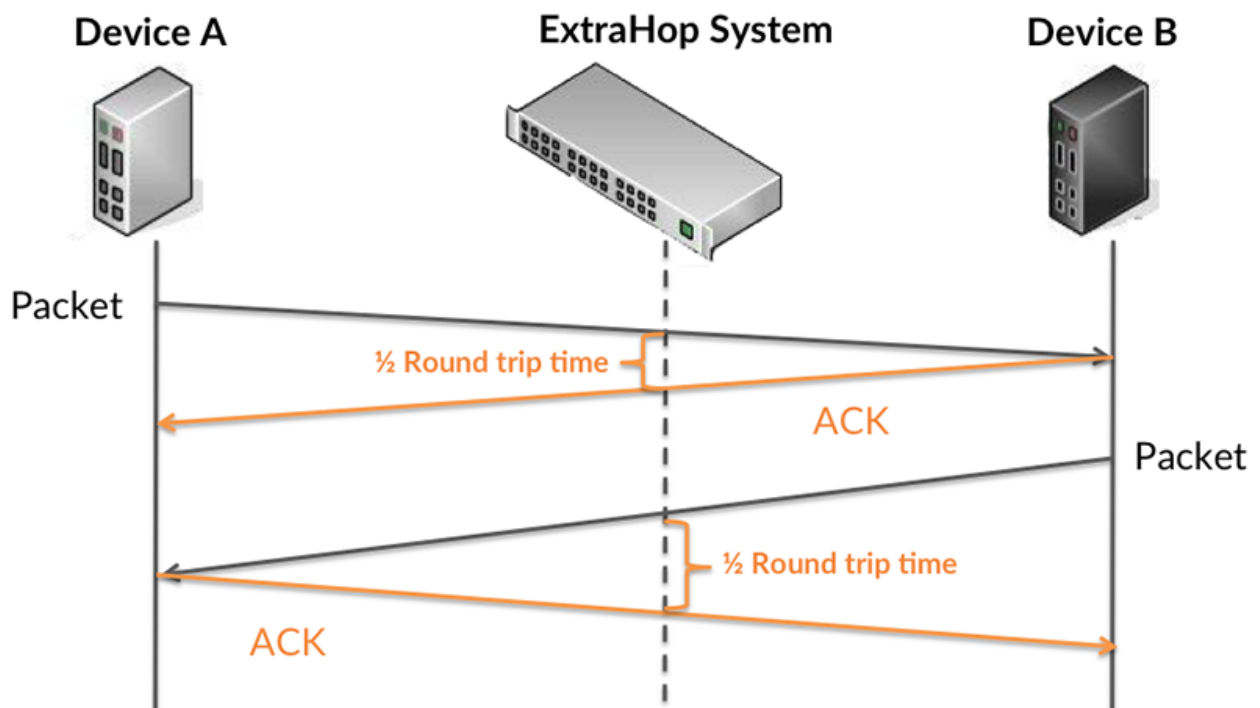 Device A
ExtraHop System
Device B
Packet
½ Round trip time
ACK
Packet
½ Round trip time
ACK